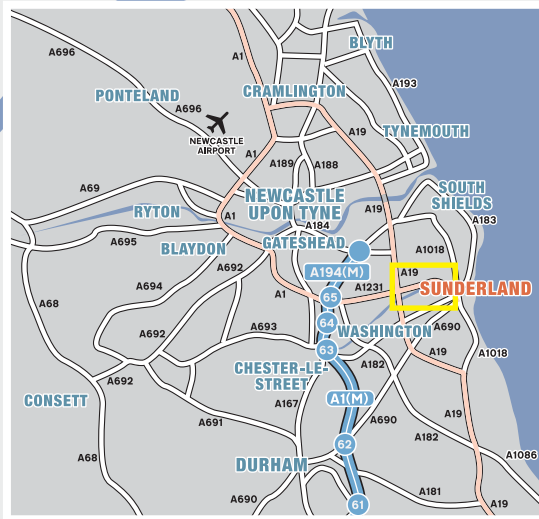 A696
A1
BLYTH
A193
PONTELAND
CRAMLINGTON
A696
NEWCASTLE
AIRPORT
A19
TYNEMOUTH
A1
A189
A188
A69
NEWCASTLE
UPON TYNE
SOUTH
SHIELDS
RYTON
A1
A19
A183
A184
A695
BLAYDON
GATESHEAD
A1018
A692
A194(M)
A19
A694
A1
A1231
SUNDERLAND
65
A68
64
A693
WASHINGTON
A690
A692
63
A19
A1018
CHESTER-LE-
STREET
A182
A692
CONSETT
A167
A1(M)
A691
A690
A19
A182
62
A68
DURHAM
A1086
A690
A181
61
A19